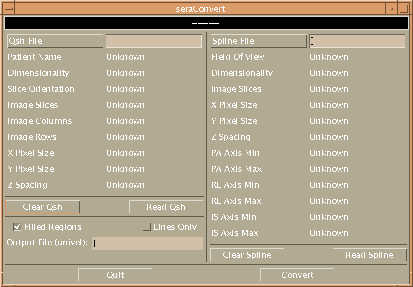 seraConvert
Qsh File
Patient Name Unknown
Dimensionality Unknown
Slice Orientation Unknown
Image Slices Unknown
Image Columns Unknown
Image Rows Unknown
X Pixel Size Unknown
Y Pixel Size Unknown
Z Spacing Unknown
Clear Qsh Read Qsh
Filled Regions Lines Only
Output File (univel):
Spline File
Field Of View Unknown
Dimensionality Unknown
Image Slices Unknown
X Pixel Size Unknown
Y Pixel Size Unknown
Z Spacing Unknown
PA Axis Min Unknown
PA Axis Max Unknown
RL Axis Min Unknown
RL Axis Max Unknown
IS Axis Min Unknown
IS Axis Max Unknown
Clear Spline Read Spline
Quit Convert